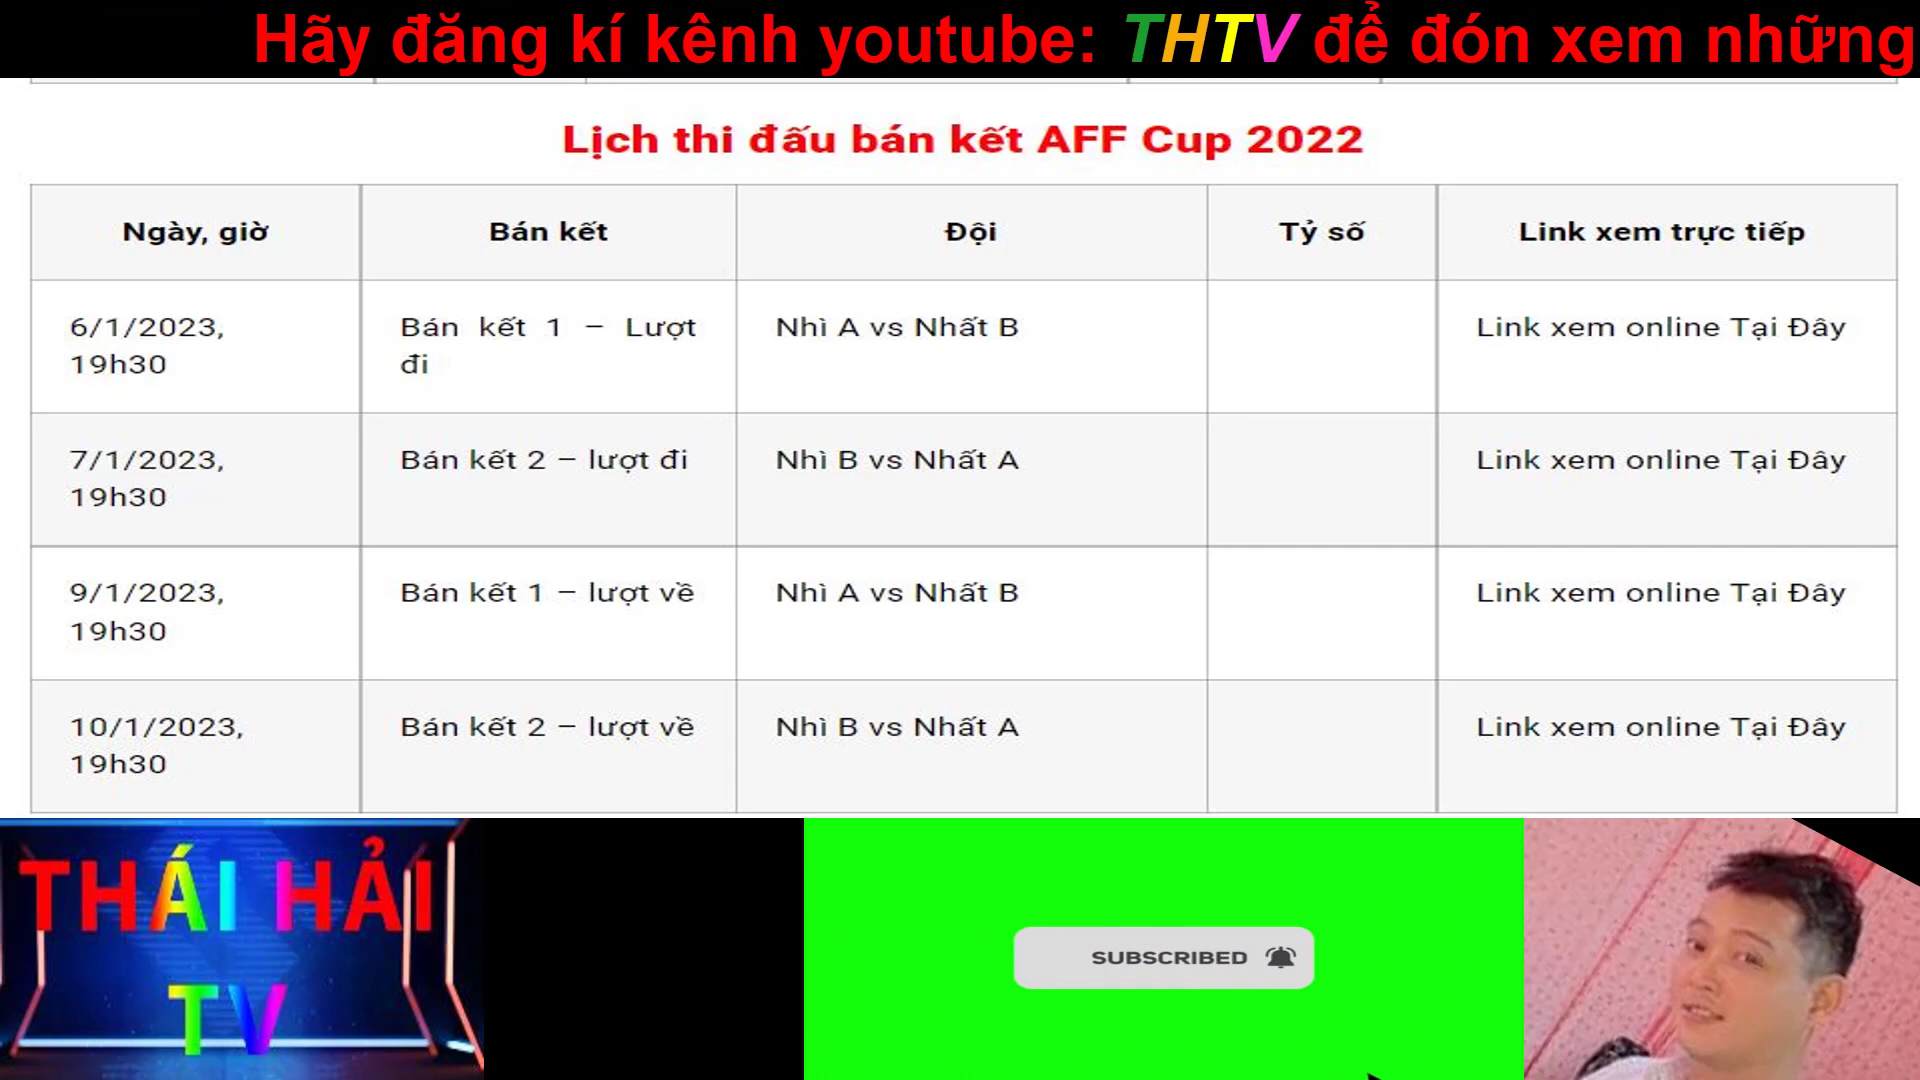 Hãy đăng kí kênh youtube: THTV để đón xem những
Lịch thi đấu bán kết AFF Cup 2022
Ngày, giờ Bán kết Đội Tỷ số Link xem trực tiếp
6/1/2023, Bán kết 1 – Lượt Nhì A vs Nhất B Link xem online Tại Đây
19h30 đi
7/1/2023, Bán kết 2 – lượt đi Nhì B vs Nhất A Link xem online Tại Đây
19h30
9/1/2023, Bán kết 1 – lượt về Nhì A vs Nhất B Link xem online Tại Đây
19h30
10/1/2023, Bán kết 2 – lượt về Nhì B vs Nhất A Link xem online Tại Đây
19h30
THÁI HẢI
TV
SUBSCRIBED